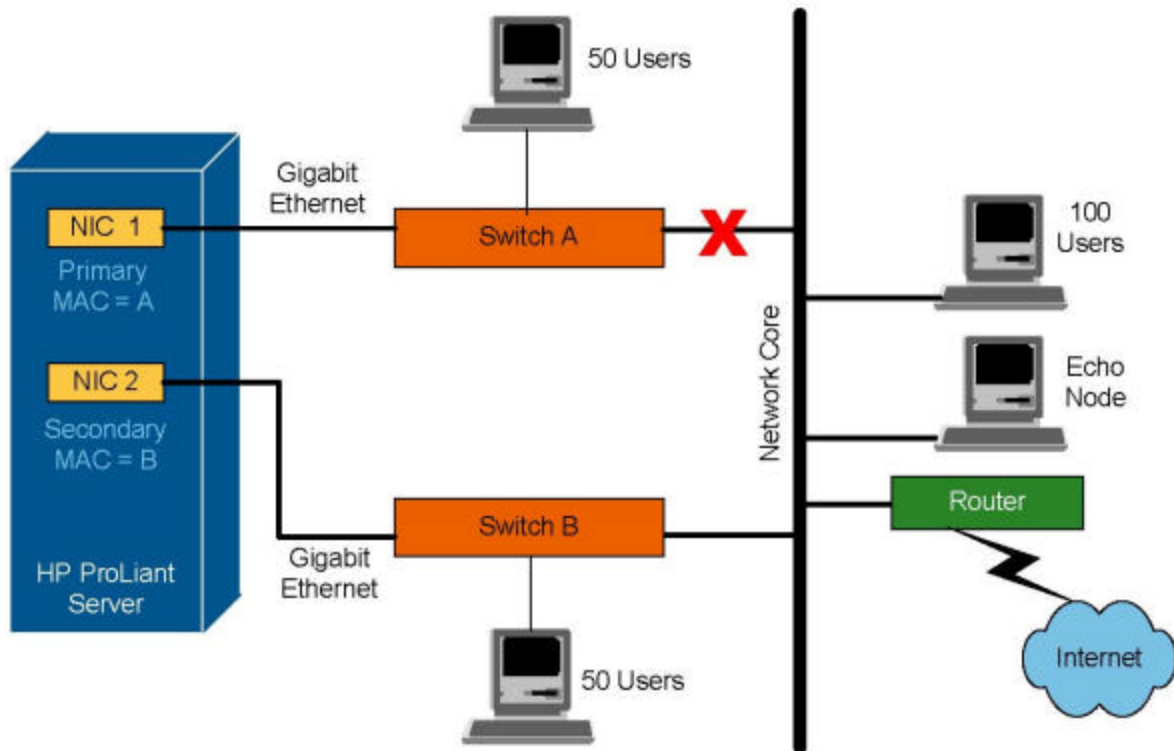 50 Users
Gigabit
Ethernet
NIC 1
Primary
MAC = A
Switch A
100
Users
NIC 2
Secondary
MAC = B
Network Core
Echo
Node
Switch B
Router
Gigabit
Ethernet
HP ProLiant
Server
50 Users
Internet